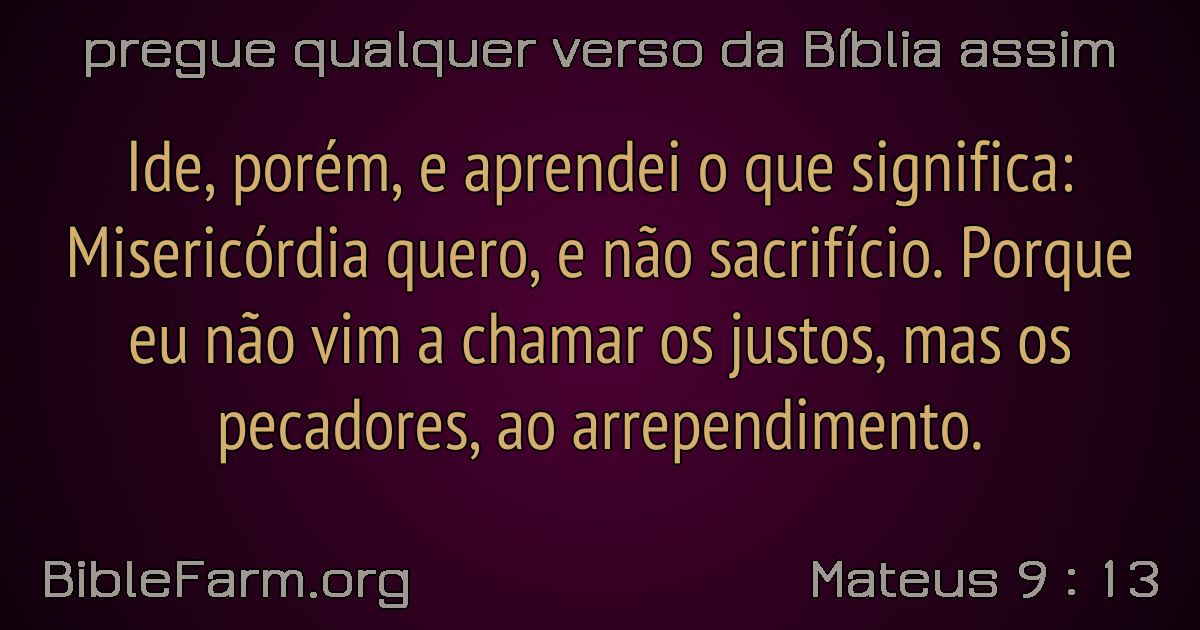 pregue qualquer verso da Bíblia assim
Ide, porém, e aprendei o que significa:
Misericórdia quero, e não sacrifício. Porque
eu não vim a chamar os justos, mas os
pecadores, ao arrependimento.
BibleFarm.org
Mateus 9 : 13